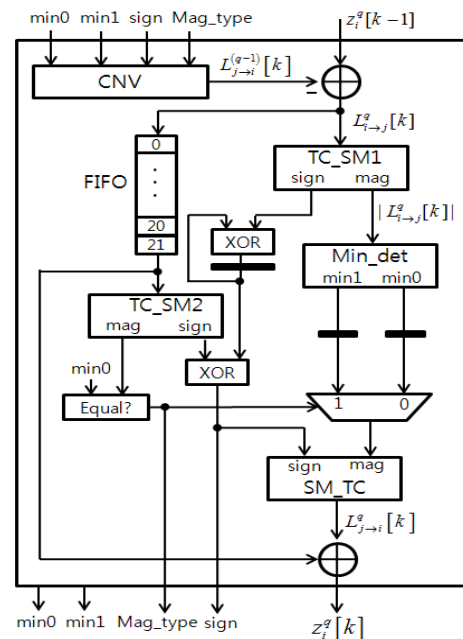 min0 min1 sign Mag_type z_i^q[k-1]
CNV
L_{j→i}^{(q-1)}[k]
−
L_{i→j}^q[k]
FIFO
0
20
21
TC_SM1
sign mag
|L_{i→j}^q[k]|
XOR
Min_det
min1 min0
TC_SM2
mag sign
min0
XOR
Equal?
1 0
sign mag
SM_TC
L_{j→i}^q[k]
min0 min1 Mag_type sign z_i^q[k]